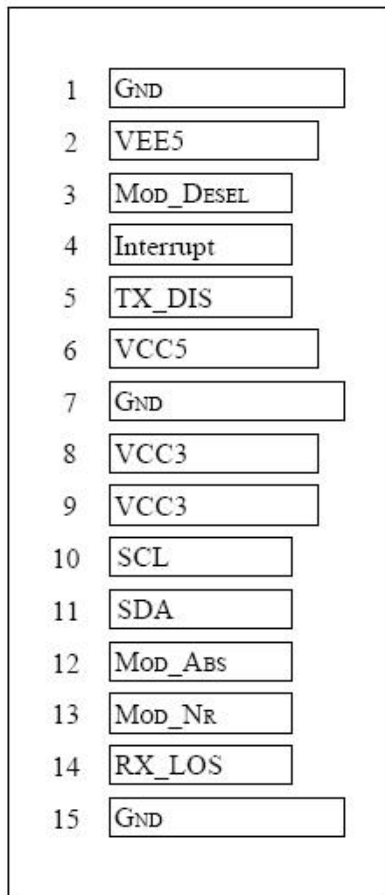 1 GND
2 VEE5
3 MOD_DESEL
4 Interrupt
5 TX_DIS
6 VCC5
7 GND
8 VCC3
9 VCC3
10 SCL
11 SDA
12 MOD_ABS
13 MOD_NR
14 RX_LOS
15 GND